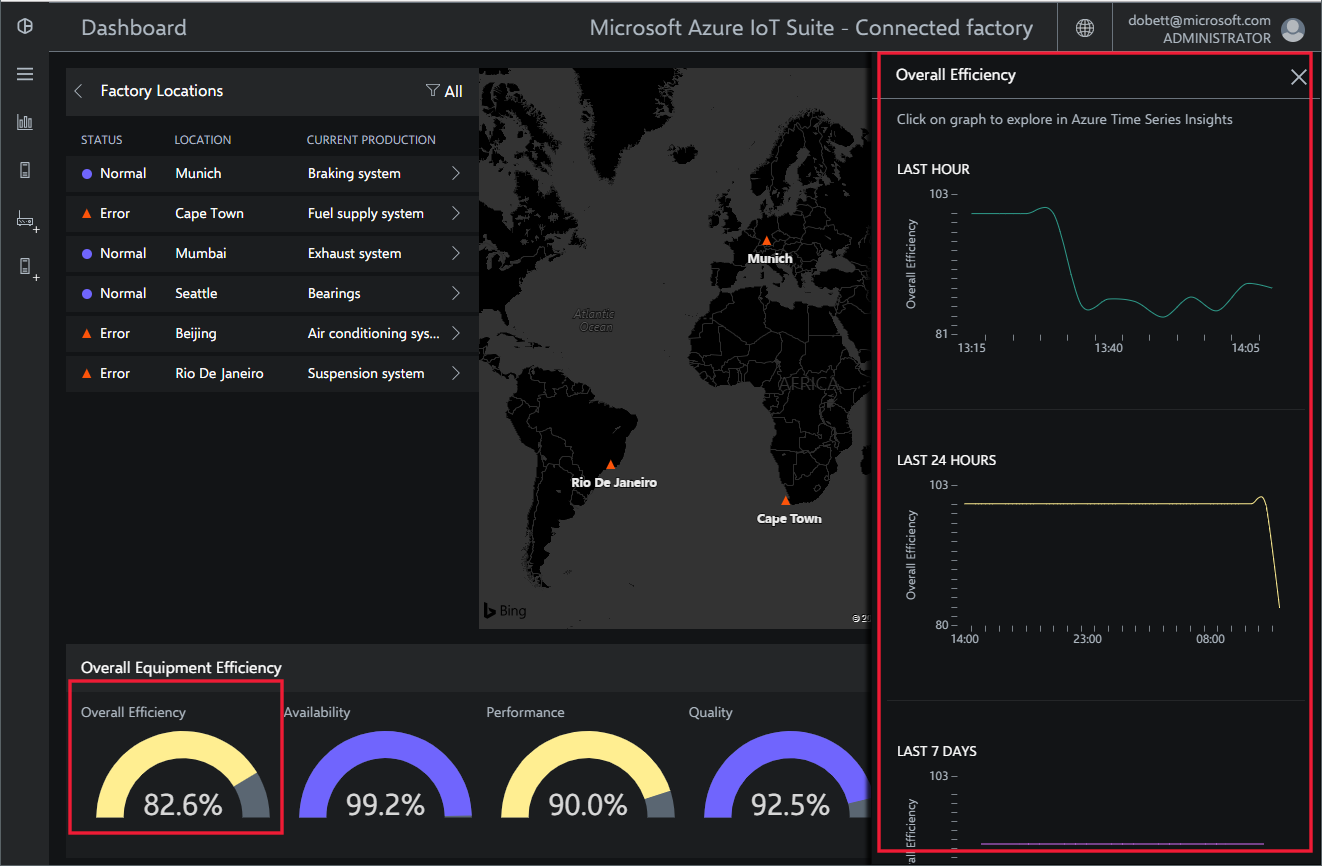 Dashboard
Microsoft Azure IoT Suite - Connected factory
dobett@microsoft.com
ADMINISTRATOR
Factory Locations
All
STATUS LOCATION CURRENT PRODUCTION
Normal Munich Braking system
Error Cape Town Fuel supply system
Normal Mumbai Exhaust system
Normal Seattle Bearings
Error Beijing Air conditioning sys...
Error Rio De Janeiro Suspension system
Munich
Atlantic
Ocean
AFRICA
Rio De Janeiro
Cape Town
Bing
Overall Equipment Efficiency
Overall Efficiency
82.6%
Availability
99.2%
Performance
90.0%
Quality
92.5%
Overall Efficiency
Click on graph to explore in Azure Time Series Insights
LAST HOUR
103
Overall Efficiency
81
13:15 13:40 14:05
LAST 24 HOURS
103
Overall Efficiency
80
14:00 23:00 08:00
LAST 7 DAYS
103
all Efficiency